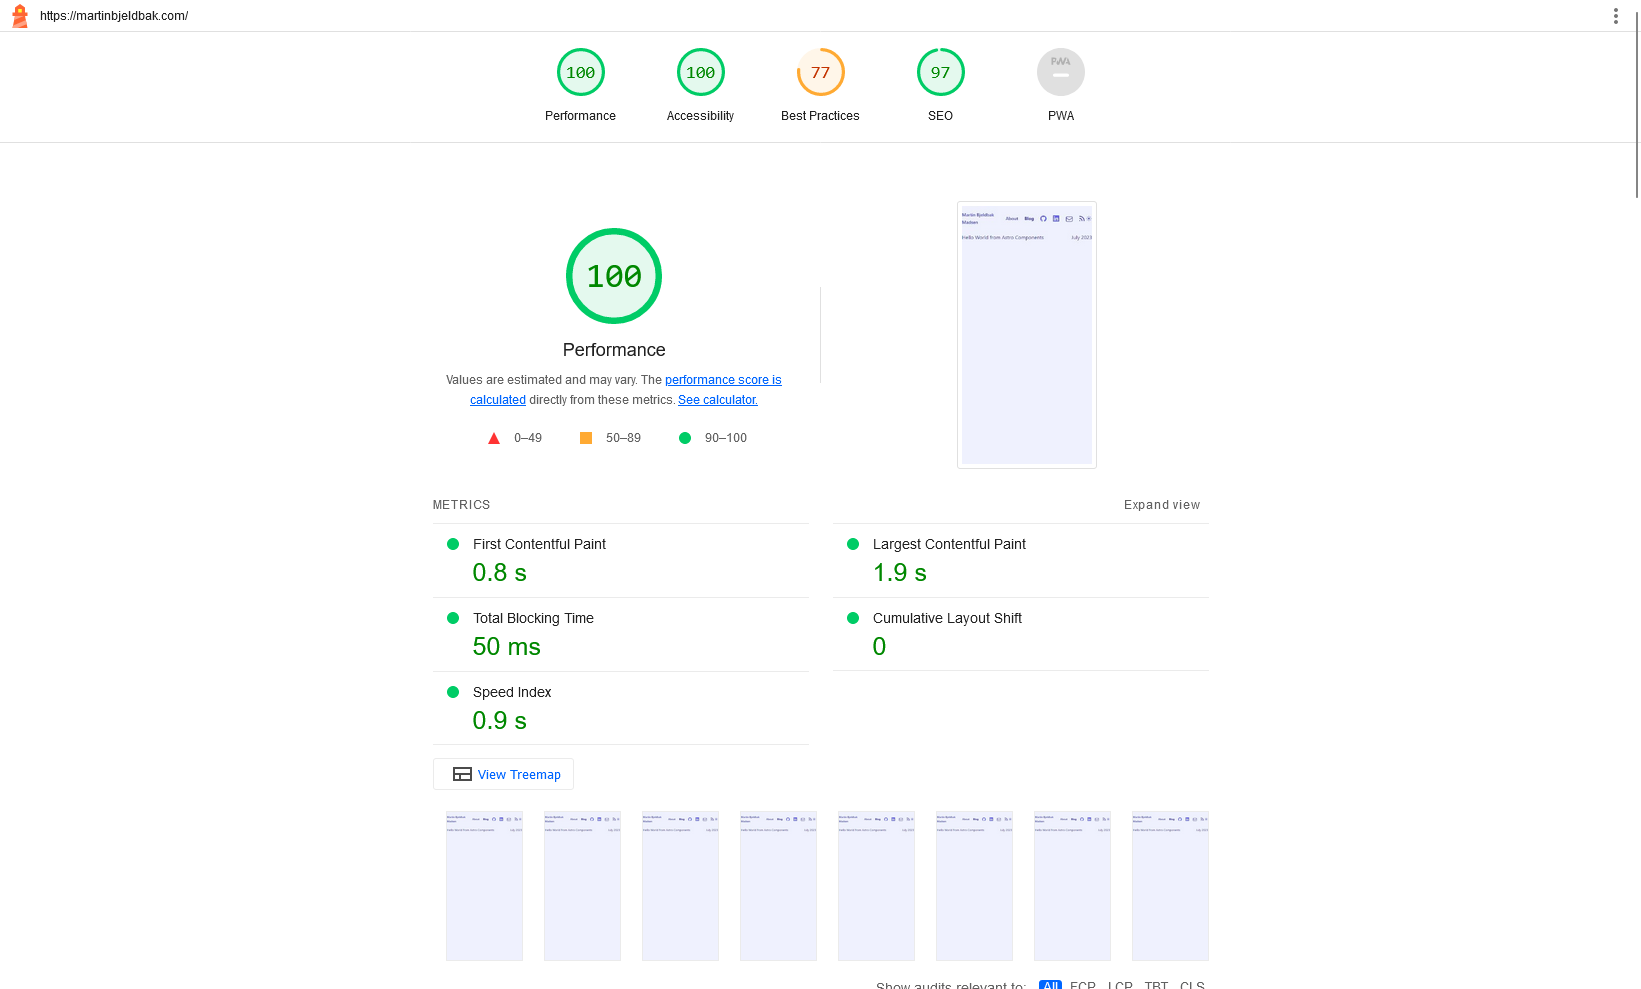 https://martinbjeldbak.com/
100
Performance
100
Accessibility
77
Best Practices
97
SEO
PWA
PWA
100
Performance
Values are estimated and may vary. The performance score is
calculated directly from these metrics. See calculator.
0–49
50–89
90–100
Martin Bjeldbak
Madsen
About Blog
Hello World from Astro Components July 2023
METRICS
Expand view
First Contentful Paint
0.8 s
Largest Contentful Paint
1.9 s
Total Blocking Time
50 ms
Cumulative Layout Shift
0
Speed Index
0.9 s
View Treemap
Show audits relevant to: All FCP LCP TBT CLS